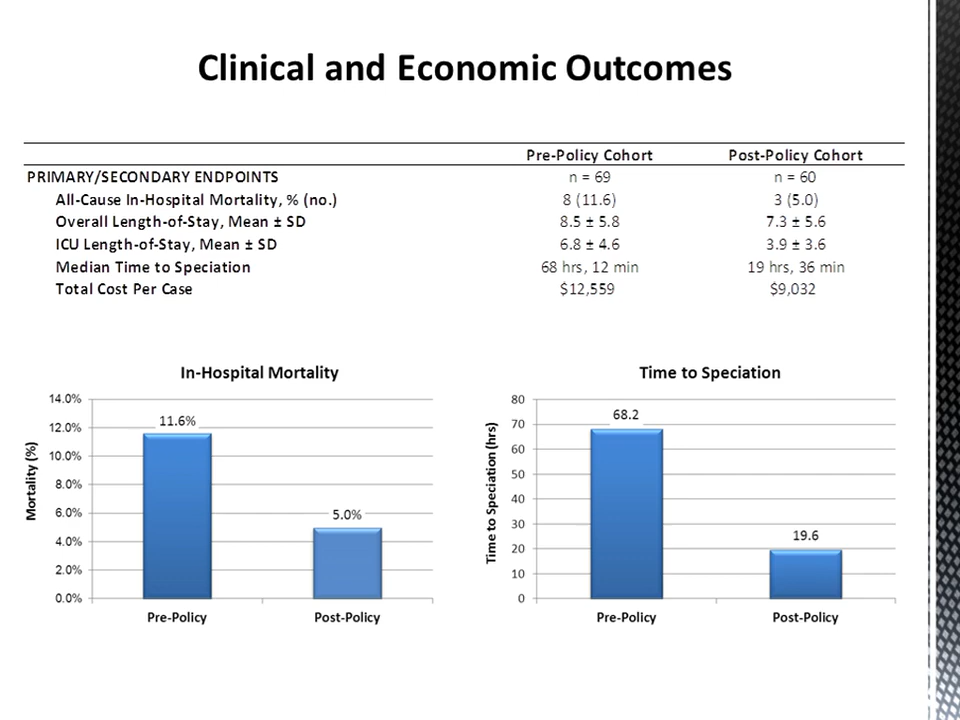 Clinical and Economic Outcomes
Pre-Policy Cohort Post-Policy Cohort
PRIMARY/SECONDARY ENDPOINTS n = 69 n = 60
All-Cause In-Hospital Mortality, % (no.) 8 (11.6) 3 (5.0)
Overall Length-of-Stay, Mean ± SD 8.5 ± 5.8 7.3 ± 5.6
ICU Length-of-Stay, Mean ± SD 6.8 ± 4.6 3.9 ± 3.6
Median Time to Speciation 68 hrs, 12 min 19 hrs, 36 min
Total Cost Per Case $12,559 $9,032
In-Hospital Mortality
Mortality (%)
14.0%
12.0%
10.0%
8.0%
6.0%
4.0%
2.0%
0.0%
11.6%
5.0%
Pre-Policy Post-Policy
Time to Speciation
Time to Speciation (hrs)
80
70
60
50
40
30
20
10
0
68.2
19.6
Pre-Policy Post-Policy